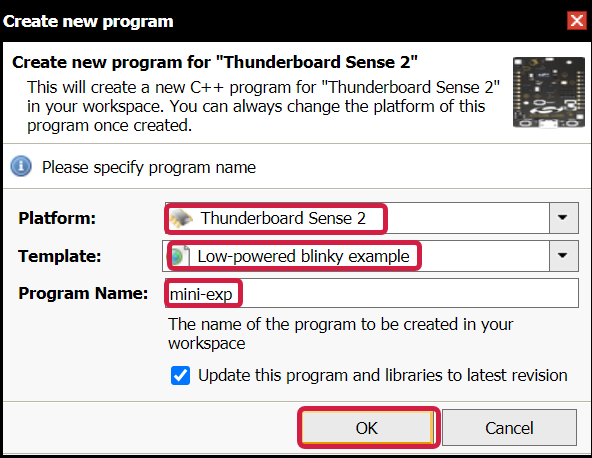 Create new program
Create new program for "Thunderboard Sense 2"
This will create a new C++ program for "Thunderboard Sense 2"
in your workspace. You can always change the platform of this
program once created.
Please specify program name
Platform: Thunderboard Sense 2
Template: Low-powered blinky example
Program Name: mini-exp
The name of the program to be created in your
workspace
Update this program and libraries to latest revision
OK Cancel